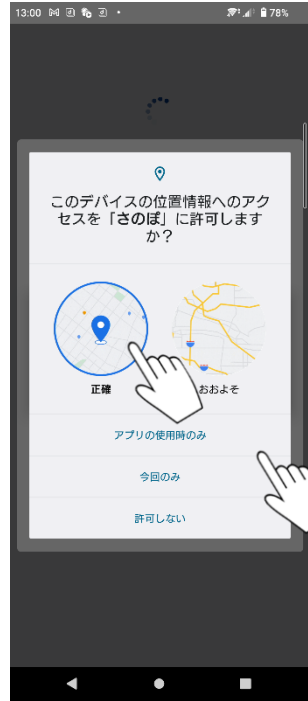 13:00
78%
このデバイスの位置情報へのアク
セスを「さのぽ」に許可します
か？
正確
おおよそ
アプリの使用時のみ
今回のみ
許可しない